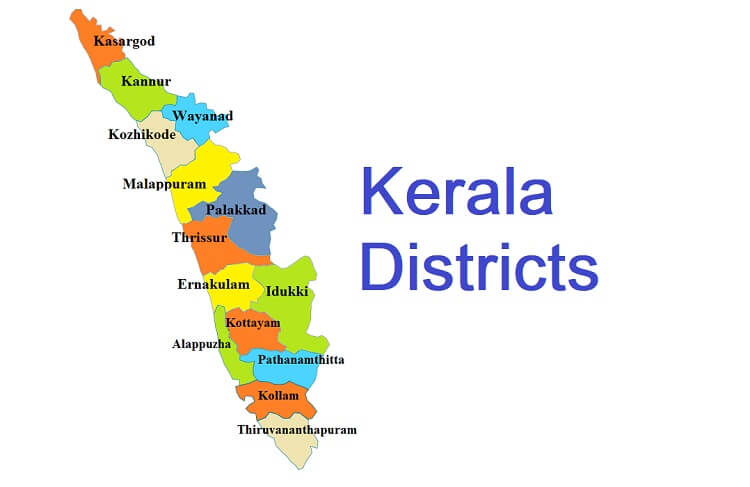 Kasargod
Kannur
Wayanad
Kozhikode
Malappuram
Palakkad
Thrissur
Ernakulam
Idukki
Kottayam
Alappuzha
Pathanamthitta
Kollam
Thiruvananthapuram
Kerala
Districts